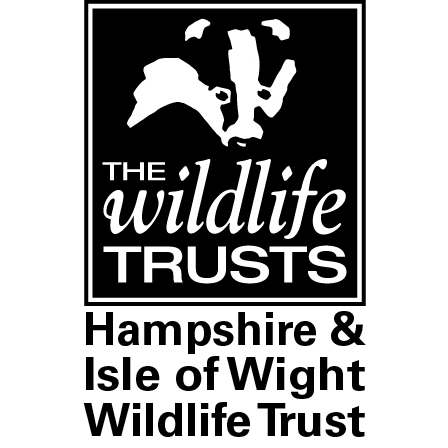 THE
wildlife
TRUSTS
Hampshire &
Isle of Wight
Wildlife Trust